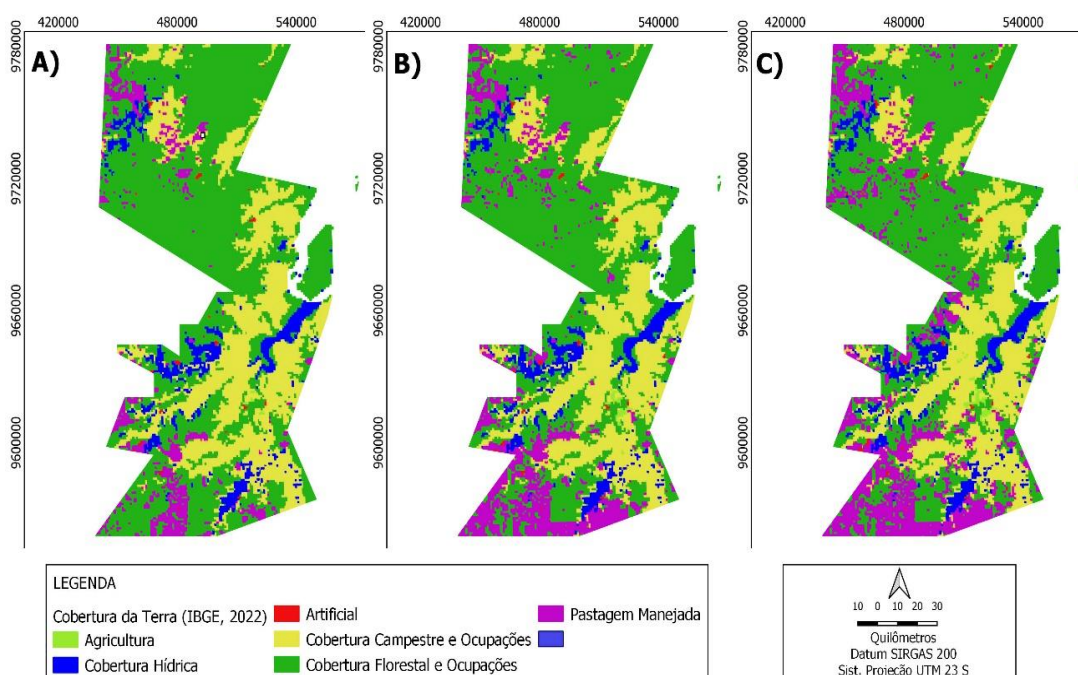 420000 480000 540000 420000 480000 540000 420000 480000 540000
9780000
9720000
9660000
9600000
A)
9780000
9720000
9660000
9600000
B)
9780000
9720000
9660000
9600000
C)
LEGENDA
Cobertura da Terra (IBGE, 2022)
Agricultura
Cobertura Hídrica
Artificial
Cobertura Campestre e Ocupações
Cobertura Florestal e Ocupações
Pastagem Manejada
10 0 10 20 30
Quilômetros
Datum SIRGAS 200
Sist. Projeção UTM 23 S